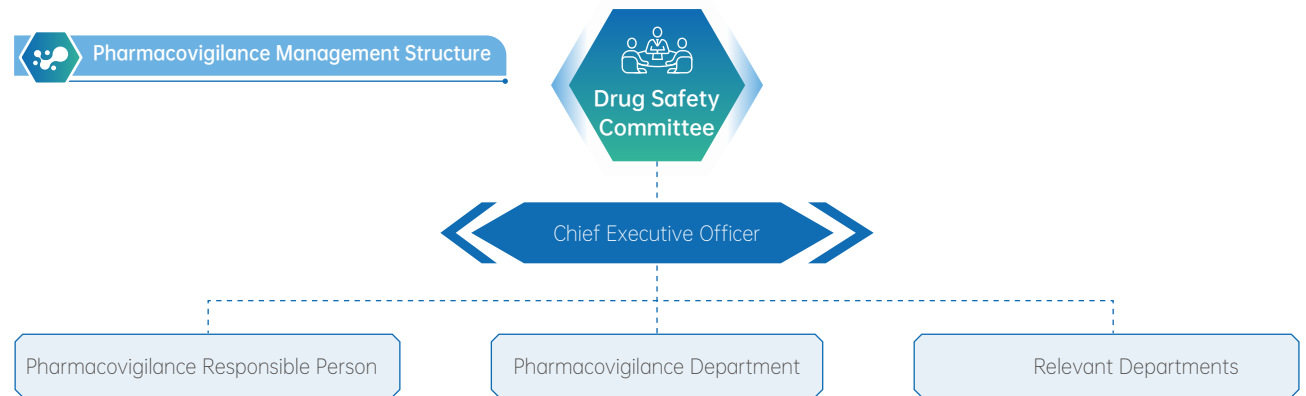 Pharmacovigilance Management Structure
Drug Safety
Committee
Chief Executive Officer
Pharmacovigilance Responsible Person
Pharmacovigilance Department
Relevant Departments